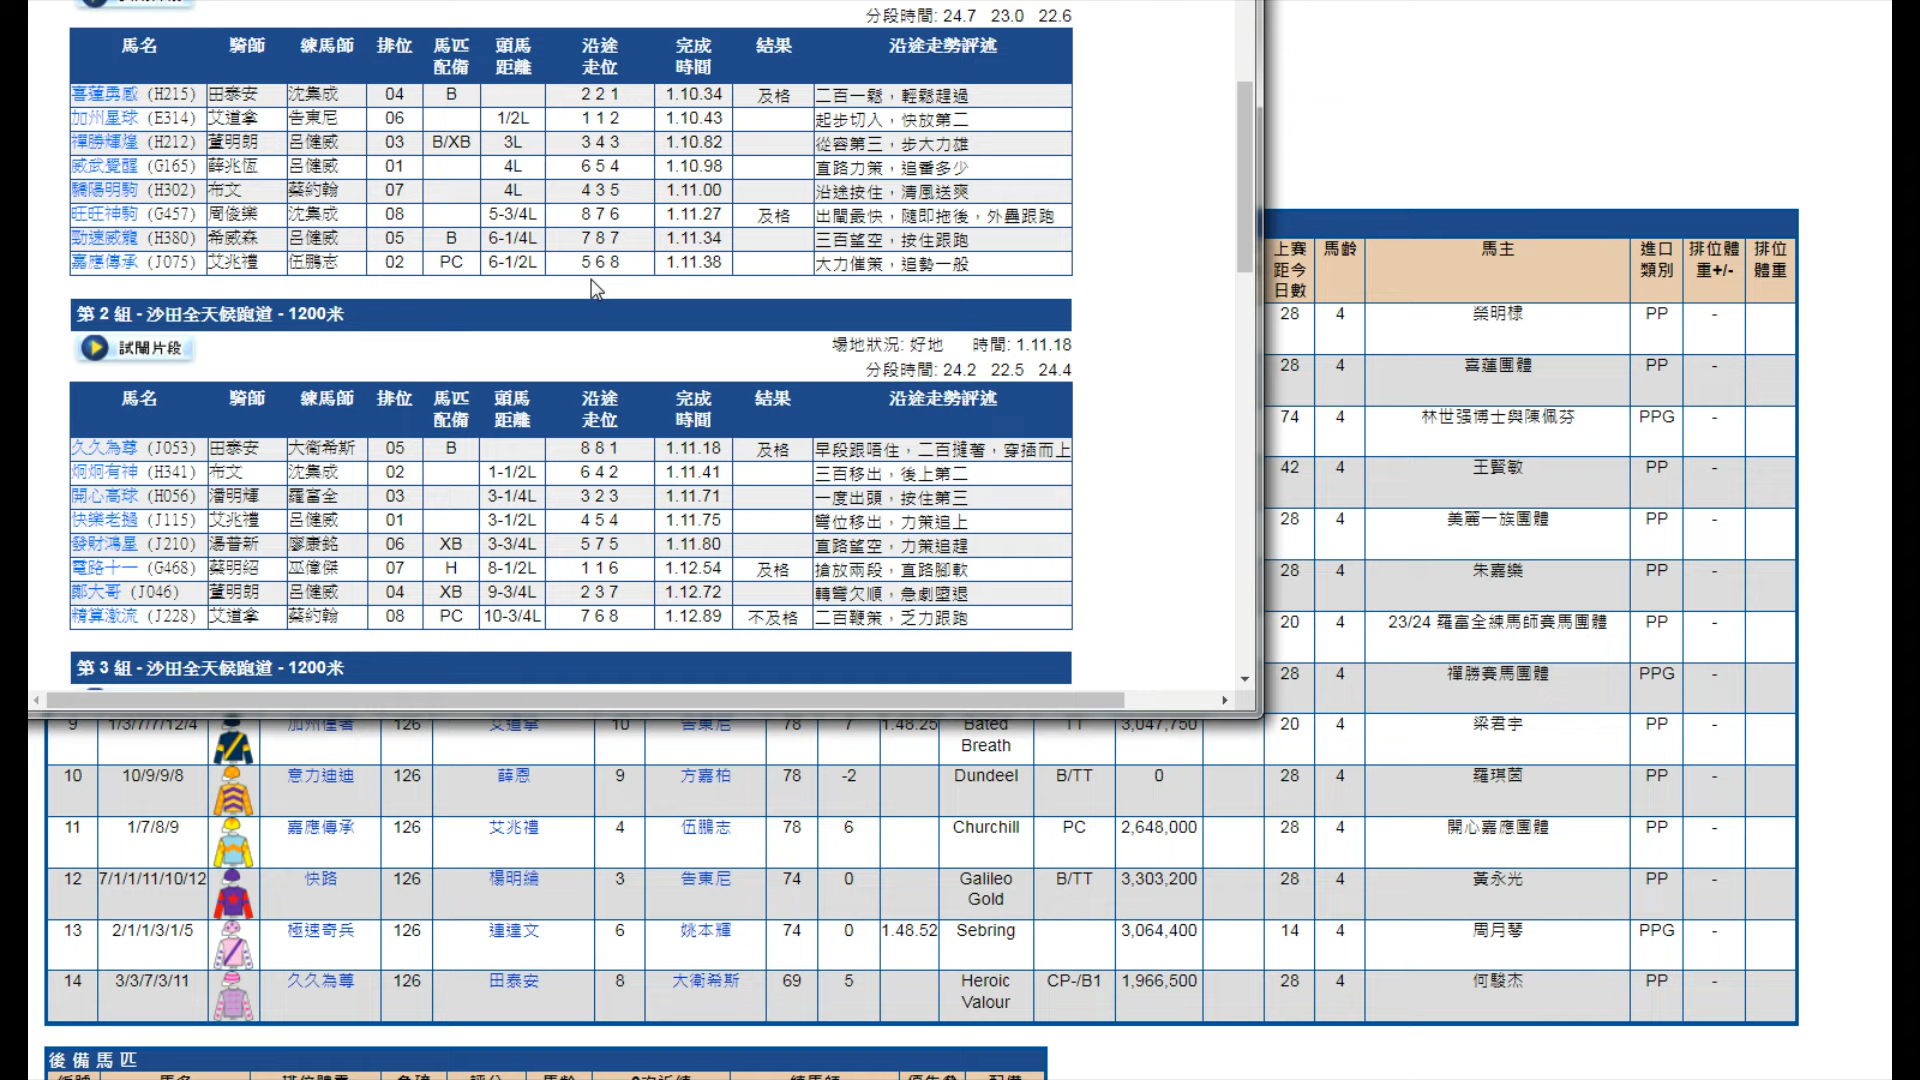 分段時間: 24.7 23.0 22.6
馬名 騎師 練馬師 排位 馬匹配備 頭馬距離 沿途走位 完成時間 結果 沿途走勢評述
喜蓮勇感 (H215) 田泰安 沈集成 04 B 2 2 1 1.10.34 及格 二百一鬆，輕鬆趕過
加州星球 (E314) 艾道拿 告東尼 06 1/2L 1 1 2 1.10.43 起步切入，快放第二
禪勝輝煌 (H212) 董明朗 呂健威 03 B/XB 3L 3 4 3 1.10.82 從容第三，步大力雄
威武覺醒 (G165) 薛兆恆 呂健威 01 4L 6 5 4 1.10.98 直路力策，追番多少
驕陽明駒 (H302) 布文 蔡約翰 07 4L 4 3 5 1.11.00 沿途按住，清風送爽
旺旺神駒 (G457) 周俊樂 沈集成 08 5-3/4L 8 7 6 1.11.27 及格 出閘最快，隨即拖後，外疊跟跑
勁速威龍 (H380) 希威森 呂健威 05 B 6-1/4L 7 8 7 1.11.34 三百望空，按住跟跑
嘉應傳承 (J075) 艾兆禮 伍鵬志 02 PC 6-1/2L 5 6 8 1.11.38 大力催策，追勢一般
第 2 組 - 沙田全天候跑道 - 1200米
試閘片段 場地狀況: 好地 時間: 1.11.18
分段時間: 24.2 22.5 24.4
馬名 騎師 練馬師 排位 馬匹配備 頭馬距離 沿途走位 完成時間 結果 沿途走勢評述
久久為尊 (J053) 田泰安 大衛希斯 05 B 8 8 1 1.11.18 及格 早段跟唔住，二百撻著，穿插而上
炯炯有神 (H341) 布文 沈集成 02 1-1/2L 6 4 2 1.11.41 三百移出，後上第二
開心高球 (H056) 潘明輝 羅富全 03 3-1/4L 3 2 3 1.11.71 一度出頭，按住第三
快樂老撾 (J115) 艾兆禮 呂健威 01 3-1/2L 4 5 4 1.11.75 彎位移出，力策追上
發財鴻星 (J210) 湯普新 廖康銘 06 XB 3-3/4L 5 7 5 1.11.80 直路望空，力策追趕
電路十一 (G468) 蔡明紹 巫偉傑 07 H 8-1/2L 1 1 6 1.12.54 及格 搶放兩段，直路腳軟
鄭大哥 (J046) 董明朗 呂健威 04 XB 9-3/4L 2 3 7 1.12.72 轉彎欠順，急劇墮退
精算激流 (J228) 艾道拿 蔡約翰 08 PC 10-3/4L 7 6 8 1.12.89 不及格 二百鞭策，乏力跟跑
第 3 組 - 沙田全天候跑道 - 1200米
上賽距今日數 馬齡 馬主 進口類別 排位體重+/- 排位體重
28 4 榮明棣 PP -
28 4 喜蓮團體 PP -
74 4 林世强博士與陳佩芬 PPG -
42 4 王賢敏 PP -
28 4 美麗一族團體 PP -
28 4 朱嘉樂 PP -
20 4 23/24 羅富全練馬師賽馬團體 PP -
28 4 禪勝賽馬團體 PPG -
9 1/3/7/7/12/4 126 艾道拿 10 告東尼 78 7 1.48.25 Bated Breath TT 3,047,750 20 4 梁君宇 PP -
10 10/9/9/8 意力迪迪 126 薛恩 9 方嘉柏 78 -2 Dundeel B/TT 0 28 4 羅琪茵 PP -
11 1/7/8/9 嘉應傳承 126 艾兆禮 4 伍鵬志 78 6 Churchill PC 2,648,000 28 4 開心嘉應團體 PP -
12 7/1/1/11/10/12 快路 126 楊明綸 3 告東尼 74 0 Galileo Gold B/TT 3,303,200 28 4 黃永光 PP -
13 2/1/1/3/1/5 極速奇兵 126 連達文 6 姚本輝 74 0 1.48.52 Sebring 3,064,400 14 4 周月琴 PPG -
14 3/3/7/3/11 久久為尊 126 田泰安 8 大衛希斯 69 5 Heroic Valour CP-/B1 1,966,500 28 4 何駿杰 PP -
後備馬匹